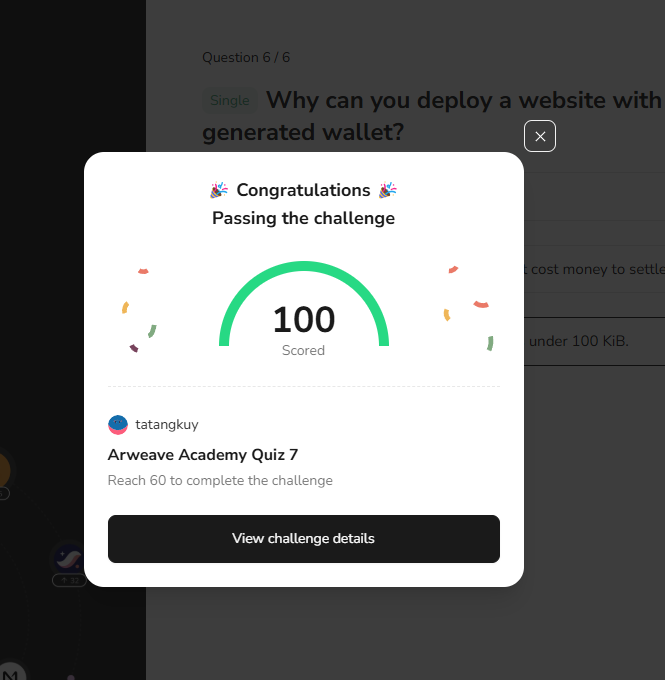 Question 6 / 6
Single Why can you deploy a website with
generated wallet?
🎉 Congratulations 🎉
Passing the challenge
t cost money to settle
under 100 KiB.
100
Scored
tatangkuy
Arweave Academy Quiz 7
Reach 60 to complete the challenge
View challenge details
32